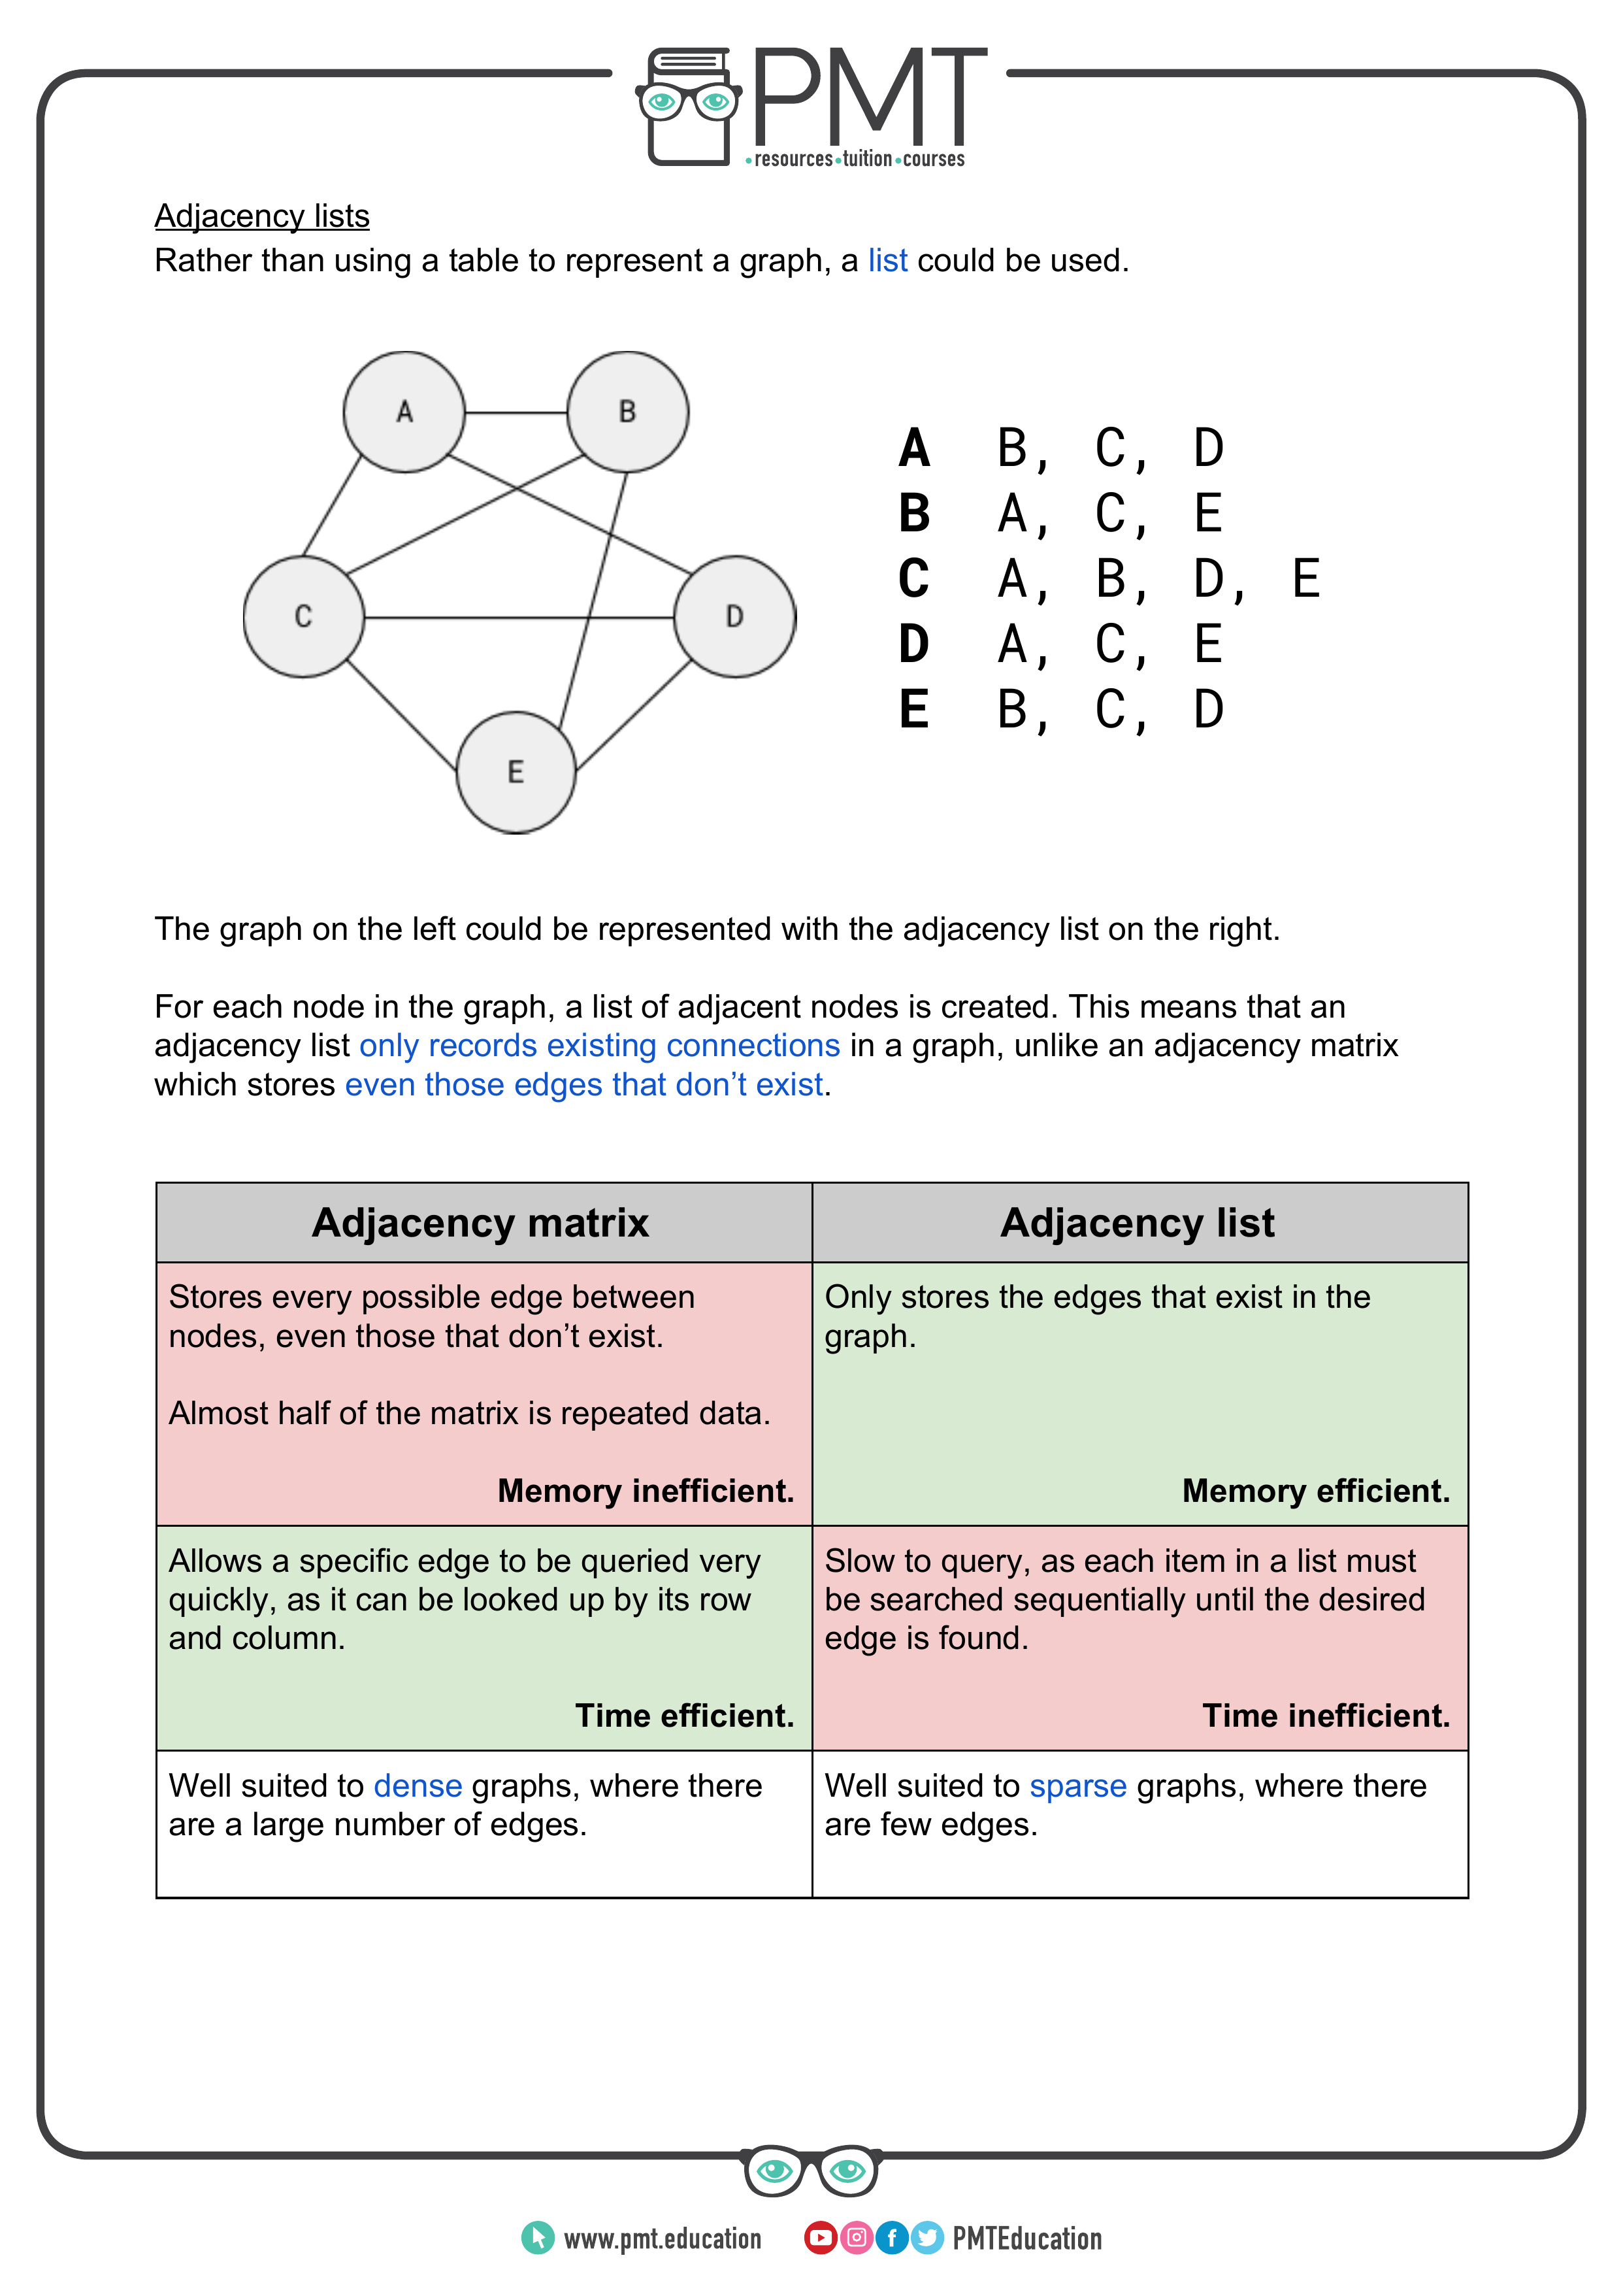 PMT
resources tuition courses
Adjacency lists
Rather than using a table to represent a graph, a list could be used.
A
B
C
D
E
A B, C, D
B A, C, E
C A, B, D, E
D A, C, E
E B, C, D
The graph on the left could be represented with the adjacency list on the right.
For each node in the graph, a list of adjacent nodes is created. This means that an
adjacency list only records existing connections in a graph, unlike an adjacency matrix
which stores even those edges that don’t exist.
Adjacency matrix
Adjacency list
Stores every possible edge between
nodes, even those that don’t exist.
Almost half of the matrix is repeated data.
Memory inefficient.
Only stores the edges that exist in the
graph.
Memory efficient.
Allows a specific edge to be queried very
quickly, as it can be looked up by its row
and column.
Time efficient.
Slow to query, as each item in a list must
be searched sequentially until the desired
edge is found.
Time inefficient.
Well suited to dense graphs, where there
are a large number of edges.
Well suited to sparse graphs, where there
are few edges.
www.pmt.education
PMTEducation